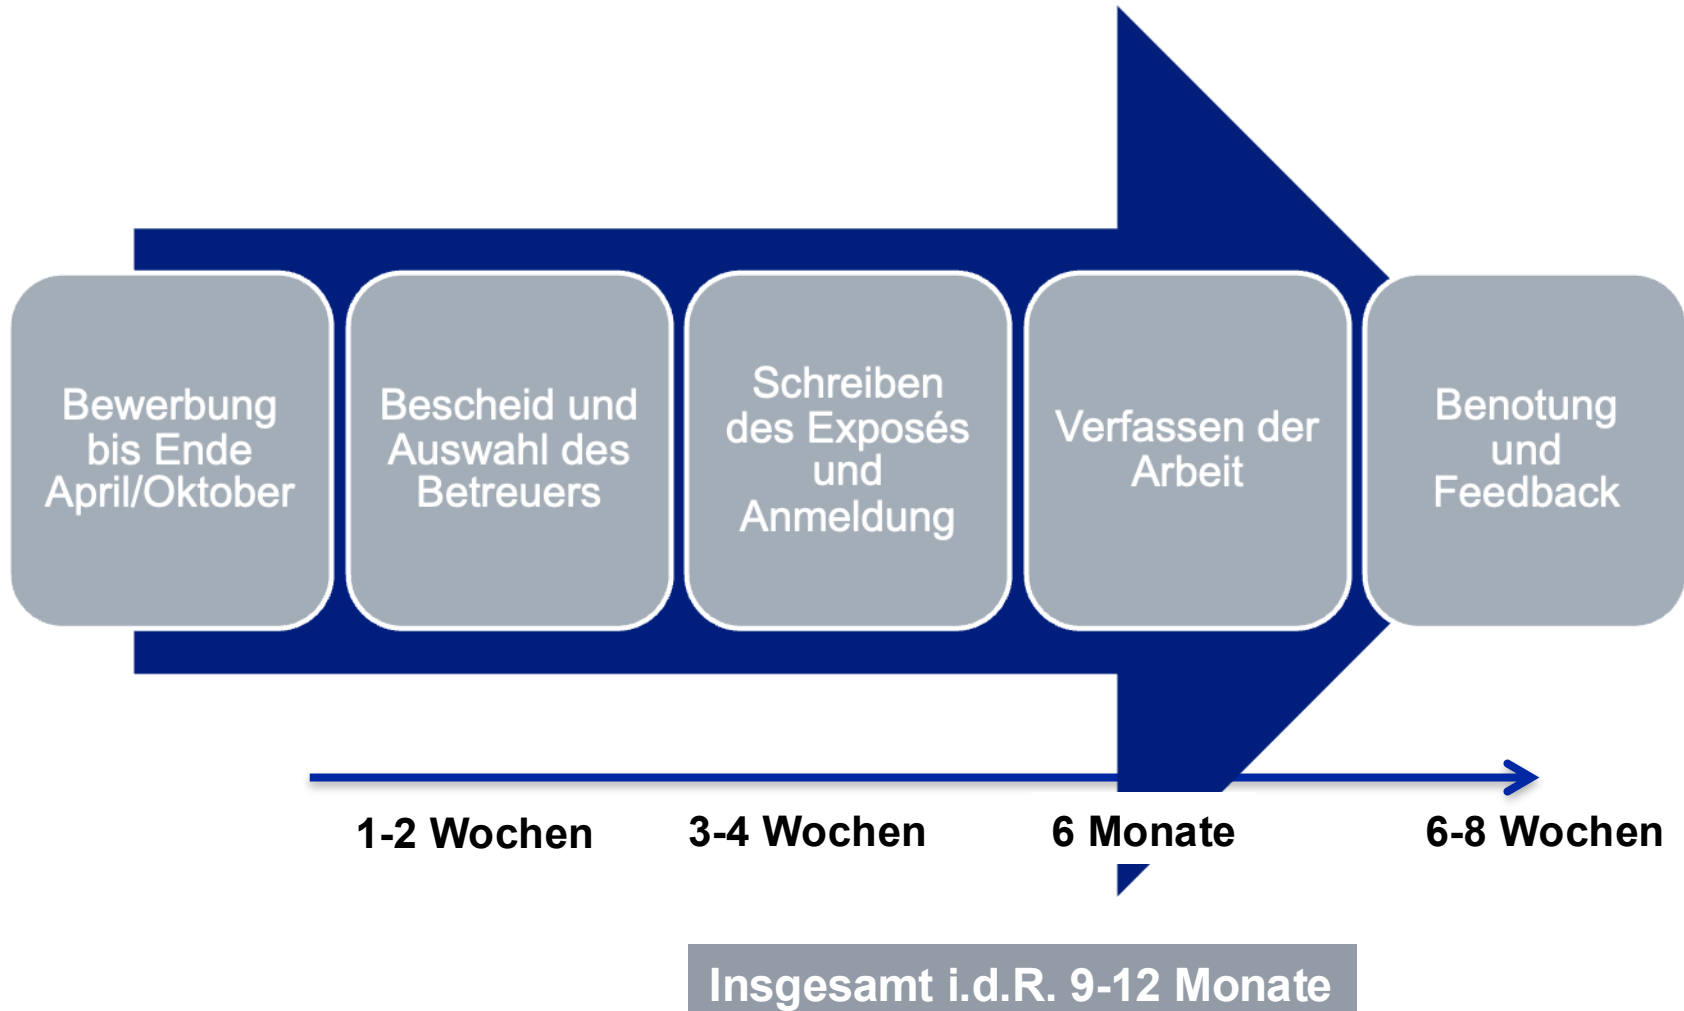 Bewerbung
bis Ende
April/Oktober
Bescheid und
Auswahl des
Betreuers
Schreiben
des Exposés
und
Anmeldung
Verfassen der
Arbeit
Benotung
und
Feedback
1-2 Wochen
3-4 Wochen
6 Monate
6-8 Wochen
Insgesamt i.d.R. 9-12 Monate